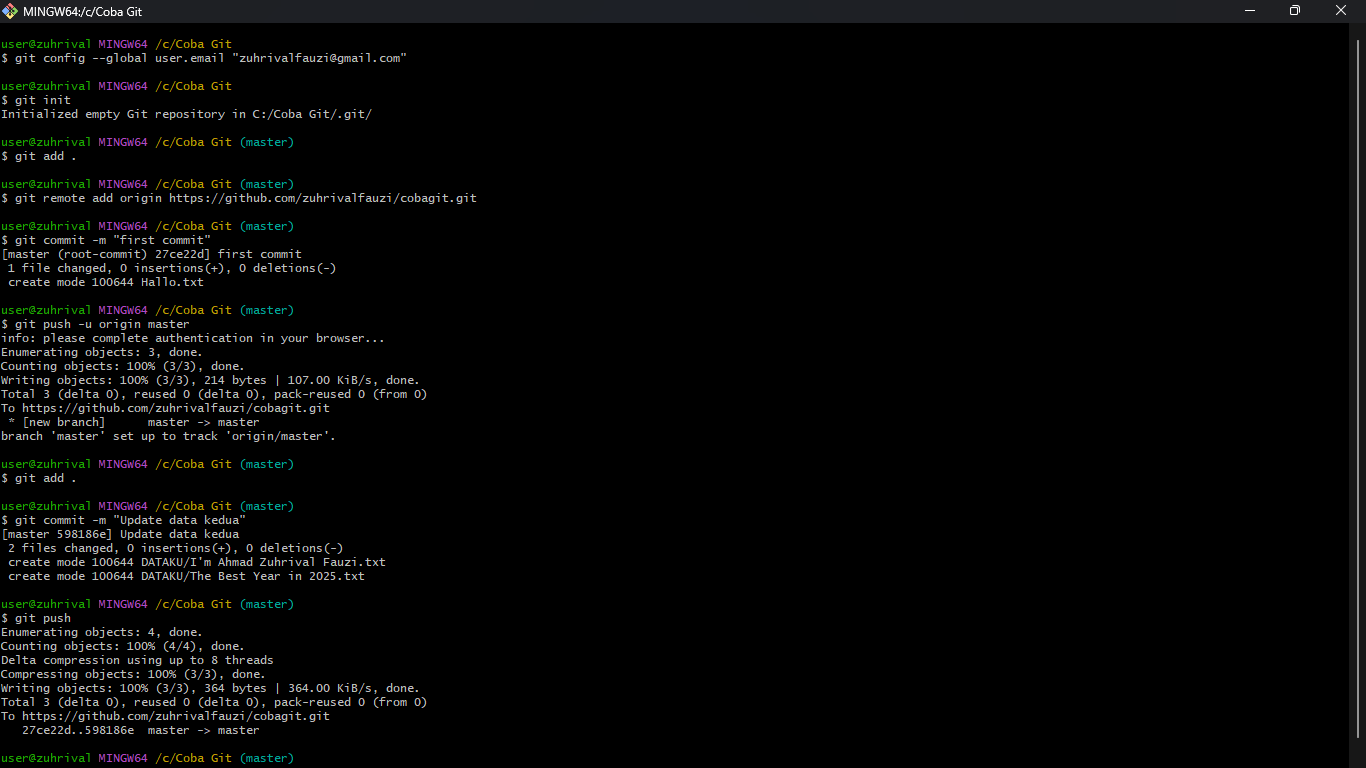 MINGW64:/c/Coba Git
user@zuhrival MINGW64 /c/Coba Git
$ git config --global user.email "zuhrivalfauzi@gmail.com"
user@zuhrival MINGW64 /c/Coba Git
$ git init
Initialized empty Git repository in C:/Coba Git/.git/
user@zuhrival MINGW64 /c/Coba Git (master)
$ git add .
user@zuhrival MINGW64 /c/Coba Git (master)
$ git remote add origin https://github.com/zuhrivalfauzi/cobagit.git
user@zuhrival MINGW64 /c/Coba Git (master)
$ git commit -m "first commit"
[master (root-commit) 27ce22d] first commit
1 file changed, 0 insertions(+), 0 deletions(-)
create mode 100644 Hallo.txt
user@zuhrival MINGW64 /c/Coba Git (master)
$ git push -u origin master
info: please complete authentication in your browser...
Enumerating objects: 3, done.
Counting objects: 100% (3/3), done.
Writing objects: 100% (3/3), 214 bytes | 107.00 KiB/s, done.
Total 3 (delta 0), reused 0 (delta 0), pack-reused 0 (from 0)
To https://github.com/zuhrivalfauzi/cobagit.git
* [new branch]      master -> master
branch 'master' set up to track 'origin/master'.
user@zuhrival MINGW64 /c/Coba Git (master)
$ git add .
user@zuhrival MINGW64 /c/Coba Git (master)
$ git commit -m "Update data kedua"
[master 598186e] Update data kedua
2 files changed, 0 insertions(+), 0 deletions(-)
create mode 100644 DATAKU/I'm Ahmad Zuhrival Fauzi.txt
create mode 100644 DATAKU/The Best Year in 2025.txt
user@zuhrival MINGW64 /c/Coba Git (master)
$ git push
Enumerating objects: 4, done.
Counting objects: 100% (4/4), done.
Delta compression using up to 8 threads
Compressing objects: 100% (3/3), done.
Writing objects: 100% (3/3), 364 bytes | 364.00 KiB/s, done.
Total 3 (delta 0), reused 0 (delta 0), pack-reused 0 (from 0)
To https://github.com/zuhrivalfauzi/cobagit.git
27ce22d..598186e  master -> master
user@zuhrival MINGW64 /c/Coba Git (master)